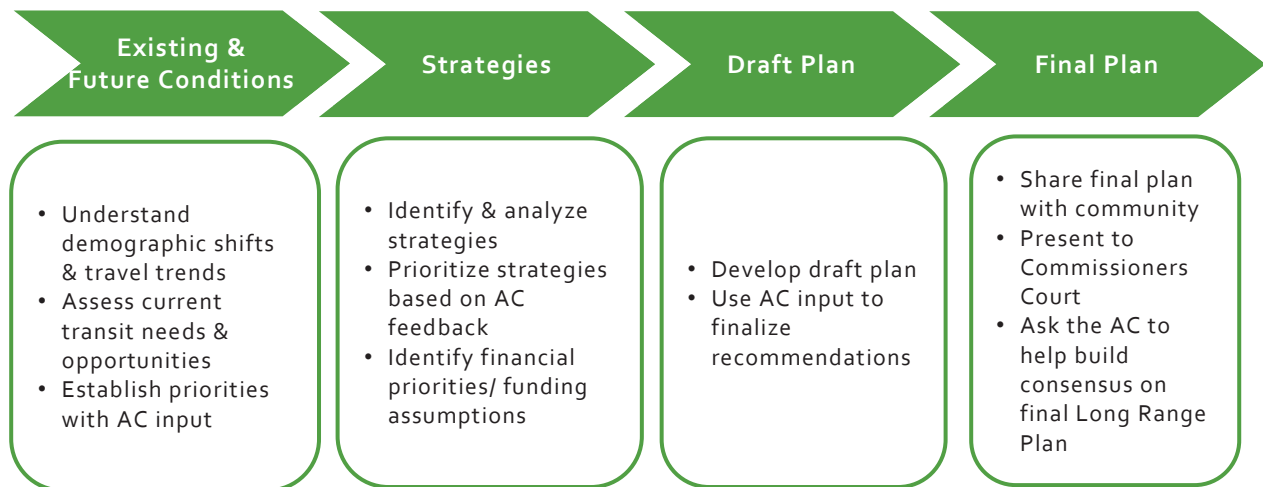 Existing &
Future Conditions
Strategies
Draft Plan
Final Plan
• Understand
demographic shifts
& travel trends
• Assess current
transit needs &
opportunities
• Establish priorities
with AC input
• Identify & analyze
strategies
• Prioritize strategies
based on AC
feedback
• Identify financial
priorities/ funding
assumptions
• Develop draft plan
• Use AC input to
finalize
recommendations
• Share final plan
with community
• Present to
Commissioners
Court
• Ask the AC to
help build
consensus on
final Long Range
Plan